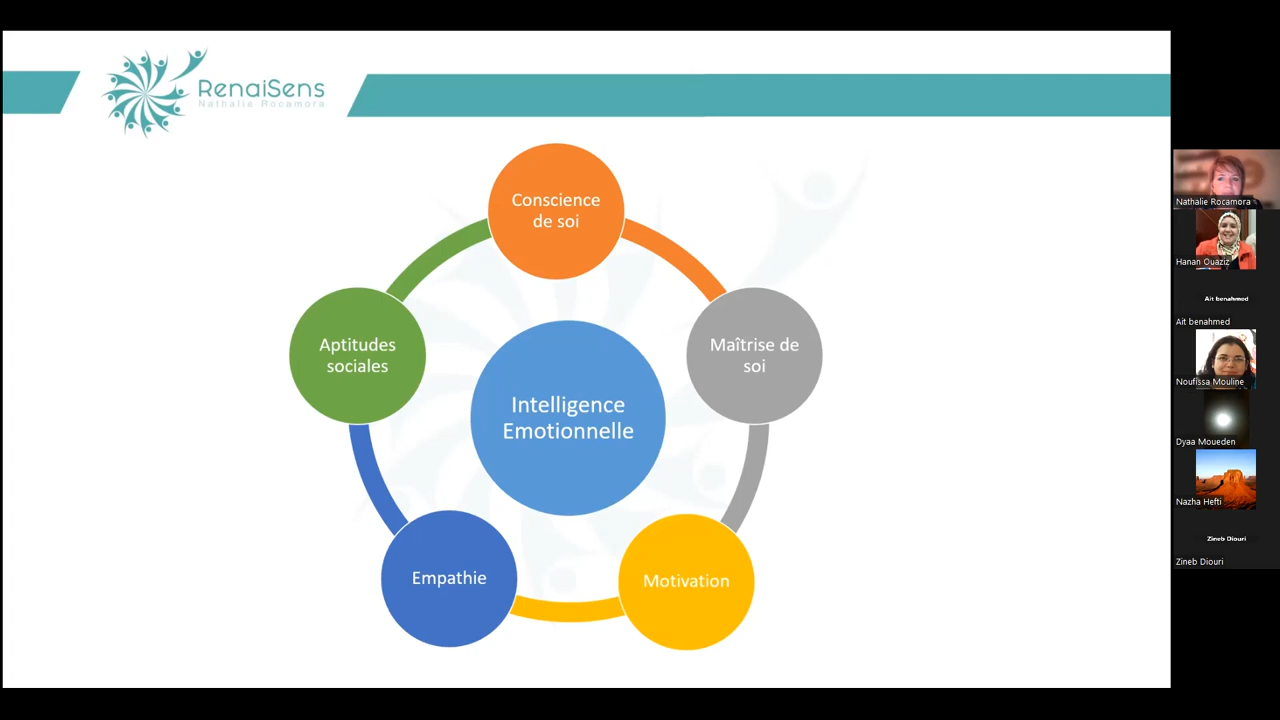 RenaiSens
Nathalie Rocamora
Conscience
de soi
Aptitudes
sociales
Maîtrise de
soi
Intelligence
Emotionnelle
Empathie
Motivation
Nathalie Rocamora
Hanan Ouaziz
Ait benahmed
Ait benahmed
Noufissa Mouline
Dyaa Moueden
Nazha Hefti
Zineb Diouri
Zineb Diouri